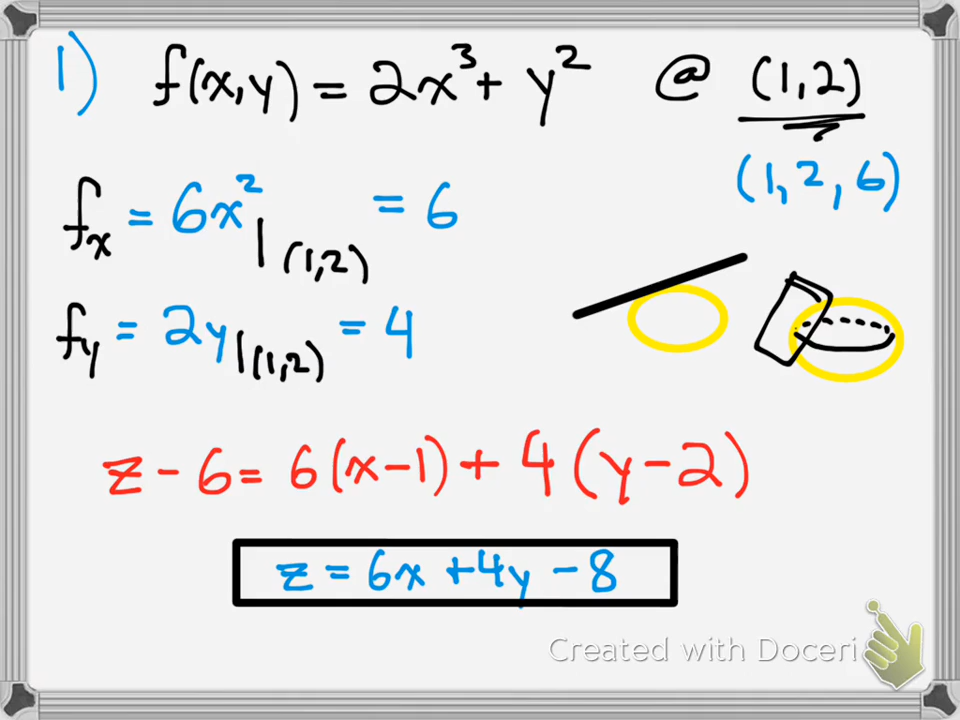 1) f(x,y) = 2x³ + y² @ (1,2)
(1, 2, 6)
fₓ = 6x² |(1,2) = 6
f_y = 2y |(1,2) = 4
z - 6 = 6(x-1) + 4(y-2)
z = 6x + 4y - 8
Created with Doceri